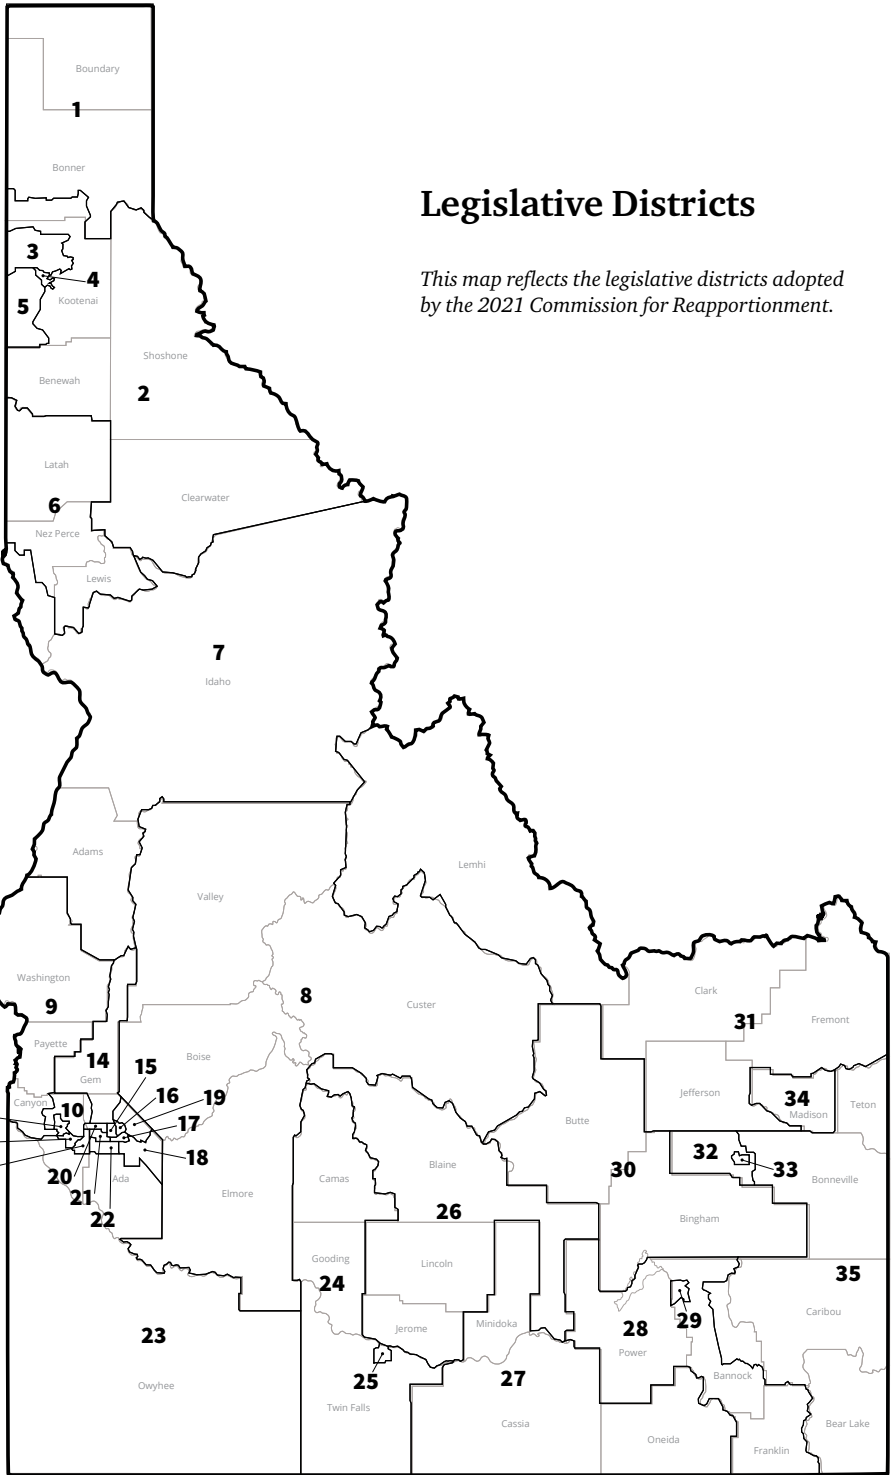 Boundary
1
Bonner
Legislative Districts
3
4
This map reflects the legislative districts adopted
by the 2021 Commission for Reapportionment.
5
Kootenai
Shoshone
Benewah
2
Latah
Clearwater
6
Nez Perce
Lewis
7
Idaho
Adams
Lemhi
Valley
Washington
8
Clark
9
Custer
31
Fremont
Payette
14
Boise
15
Gem
Jefferson
34
Canyon
10
16
19
Madison
Teton
17
Butte
18
32
20
Ada
Camas
Blaine
30
33
21
Elmore
Bonneville
22
26
Bingham
Gooding
Lincoln
24
35
23
Jerome
Minidoka
28
29
Caribou
25
27
Power
Owyhee
Bannock
Twin Falls
Cassia
Oneida
Franklin
Bear Lake